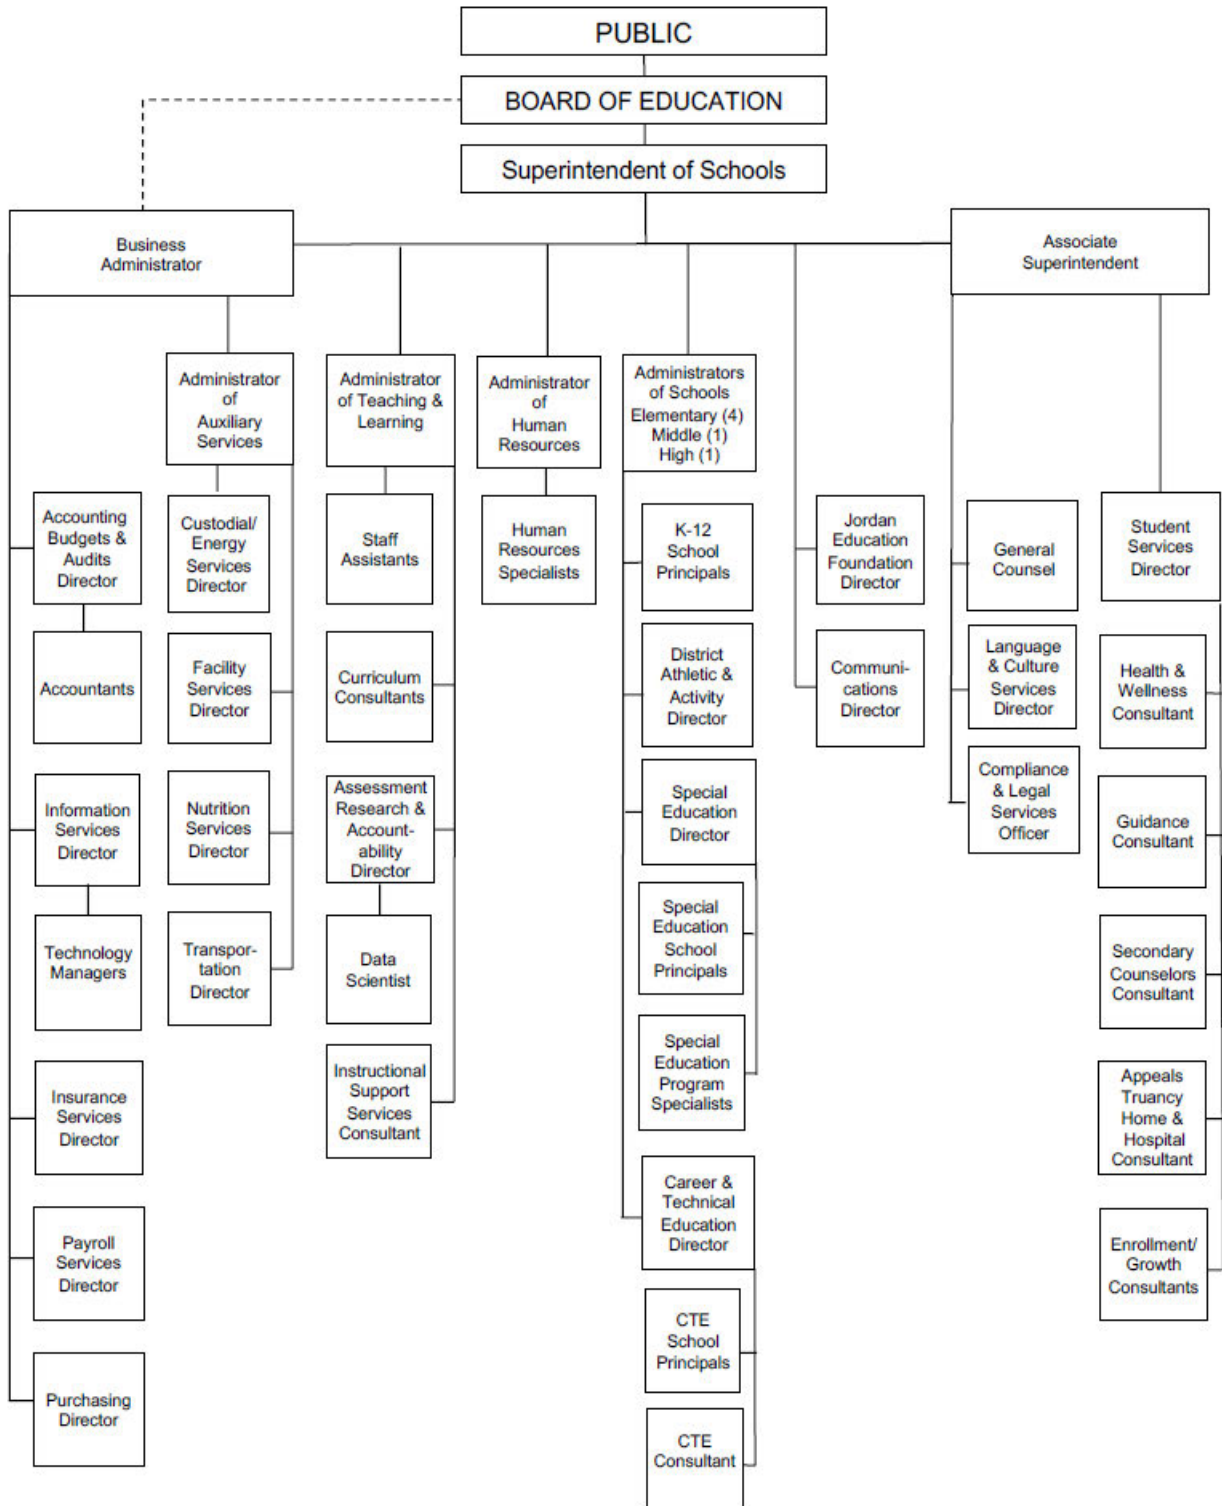 PUBLIC
BOARD OF EDUCATION
Superintendent of Schools
Business
Administrator
Associate
Superintendent
Administrator
of
Auxiliary
Services
Administrator
of Teaching &
Learning
Administrator
of
Human
Resources
Administrators
of Schools
Elementary (4)
Middle (1)
High (1)
Accounting
Budgets &
Audits
Director
Custodial/
Energy
Services
Director
Staff
Assistants
Human
Resources
Specialists
K-12
School
Principals
Jordan
Education
Foundation
Director
General
Counsel
Student
Services
Director
Accountants
Facility
Services
Director
Curriculum
Consultants
District
Athletic &
Activity
Director
Communi-
cations
Director
Language
& Culture
Services
Director
Health &
Wellness
Consultant
Information
Services
Director
Nutrition
Services
Director
Assessment
Research &
Account-
ability
Director
Special
Education
Director
Compliance
& Legal
Services
Officer
Guidance
Consultant
Technology
Managers
Transpor-
tation
Director
Data
Scientist
Special
Education
School
Principals
Secondary
Counselors
Consultant
Insurance
Services
Director
Instructional
Support
Services
Consultant
Special
Education
Program
Specialists
Appeals
Truancy
Home &
Hospital
Consultant
Payroll
Services
Director
Career &
Technical
Education
Director
Enrollment/
Growth
Consultants
Purchasing
Director
CTE
School
Principals
CTE
Consultant